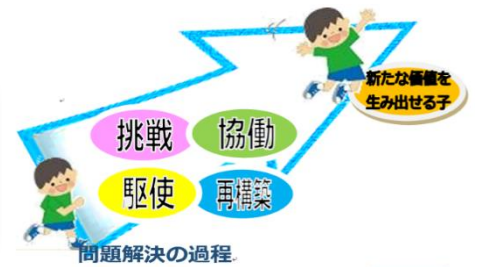 新たな価値を
生み出せる子
挑戦
協働
駆使
再構築
問題解決の過程